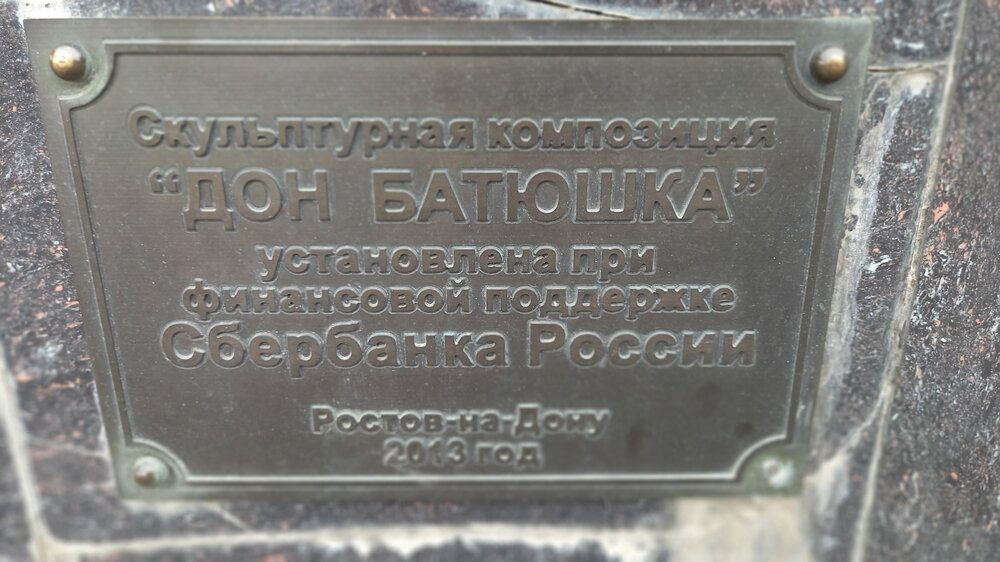 Скульптурная композиция
“ДОН БАТЮШКА”
установлена при
финансовой поддержке
Сбербанка России
Ростов-на-Дону
2013 год